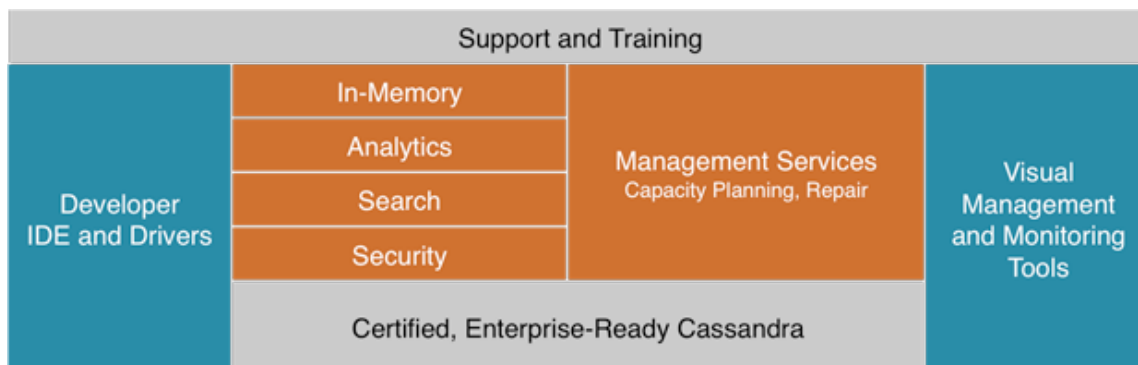 Support and Training
Developer
IDE and Drivers
In-Memory
Analytics
Search
Security
Management Services
Capacity Planning, Repair
Visual
Management
and Monitoring
Tools
Certified, Enterprise-Ready Cassandra